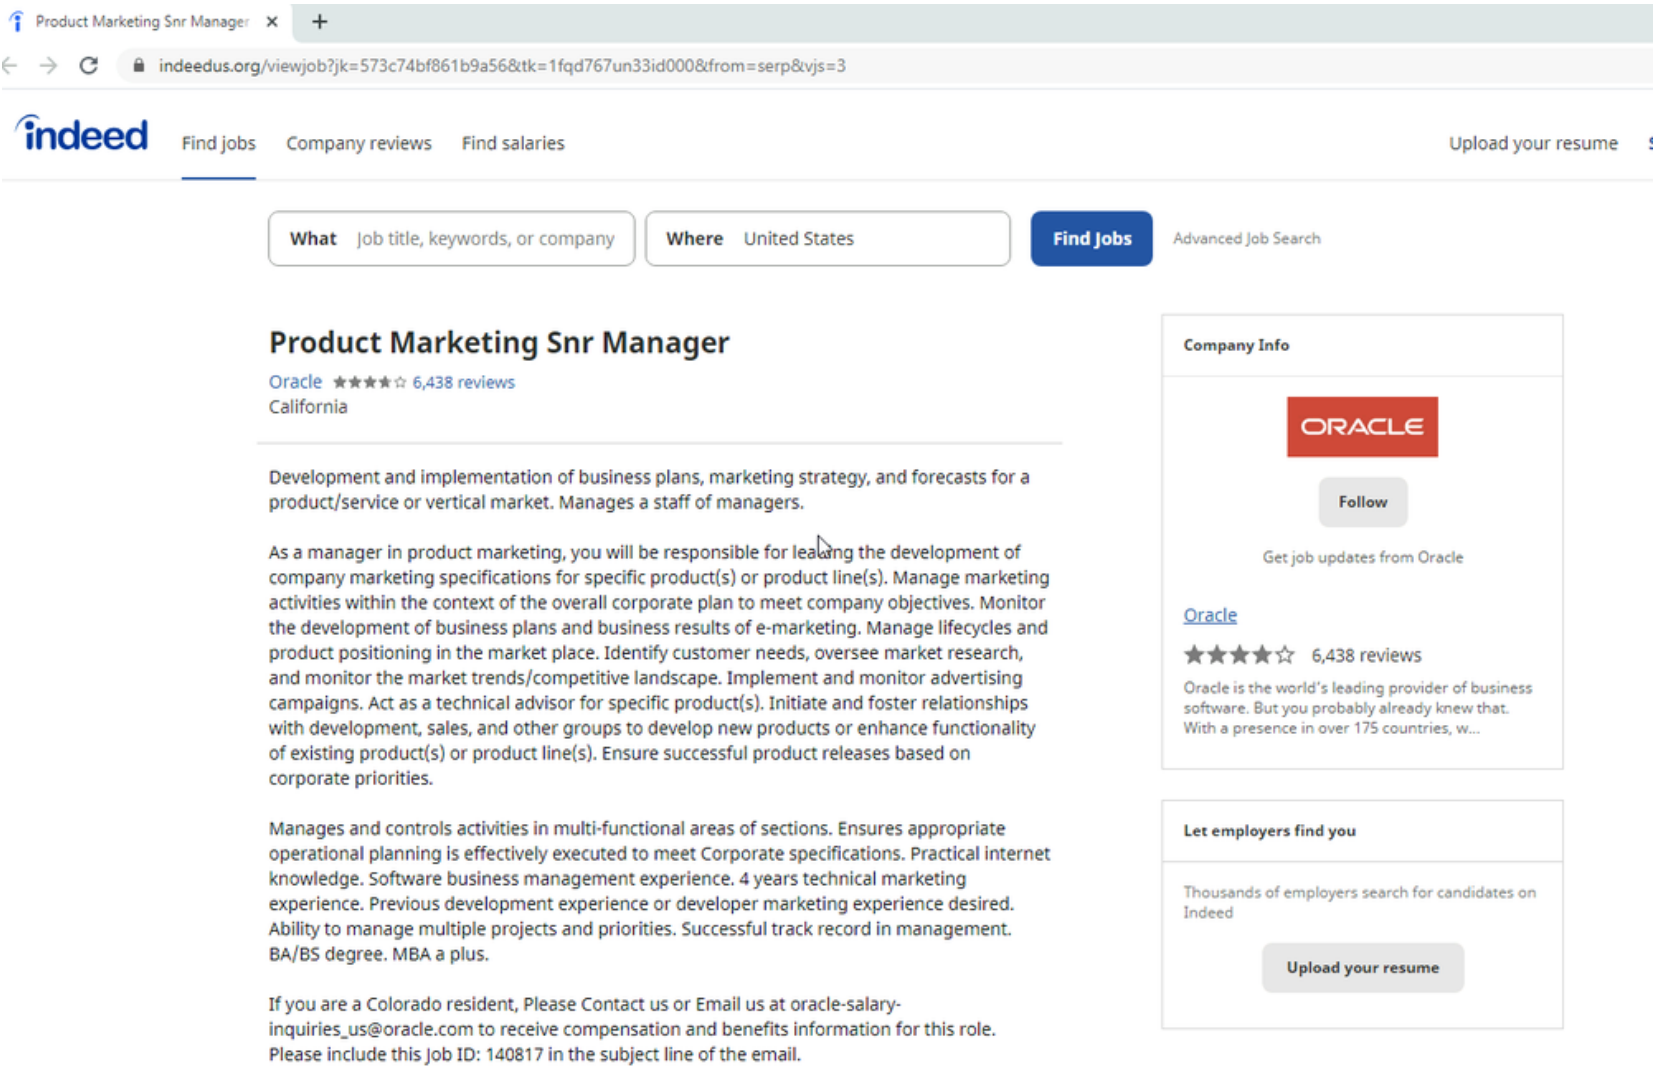 Product Marketing Snr Manager
indeedus.org/viewjob?jk=573c74bf861b9a56&tk=1fqd767un33id000&from=serp&vjs=3
indeed
Find jobs
Company reviews
Find salaries
Upload your resume
What Job title, keywords, or company
Where United States
Find Jobs
Advanced Job Search
Product Marketing Snr Manager
Oracle 6,438 reviews
California
Development and implementation of business plans, marketing strategy, and forecasts for a
product/service or vertical market. Manages a staff of managers.
As a manager in product marketing, you will be responsible for leading the development of
company marketing specifications for specific product(s) or product line(s). Manage marketing
activities within the context of the overall corporate plan to meet company objectives. Monitor
the development of business plans and business results of e-marketing. Manage lifecycles and
product positioning in the market place. Identify customer needs, oversee market research,
and monitor the market trends/competitive landscape. Implement and monitor advertising
campaigns. Act as a technical advisor for specific product(s). Initiate and foster relationships
with development, sales, and other groups to develop new products or enhance functionality
of existing product(s) or product line(s). Ensure successful product releases based on
corporate priorities.
Manages and controls activities in multi-functional areas of sections. Ensures appropriate
operational planning is effectively executed to meet Corporate specifications. Practical internet
knowledge. Software business management experience. 4 years technical marketing
experience. Previous development experience or developer marketing experience desired.
Ability to manage multiple projects and priorities. Successful track record in management.
BA/BS degree. MBA a plus.
If you are a Colorado resident, Please Contact us or Email us at oracle-salary-
inquiries_us@oracle.com to receive compensation and benefits information for this role.
Please include this Job ID: 140817 in the subject line of the email.
Company Info
ORACLE
Follow
Get job updates from Oracle
Oracle
6,438 reviews
Oracle is the world's leading provider of business
software. But you probably already knew that.
With a presence in over 175 countries, w...
Let employers find you
Thousands of employers search for candidates on
Indeed
Upload your resume